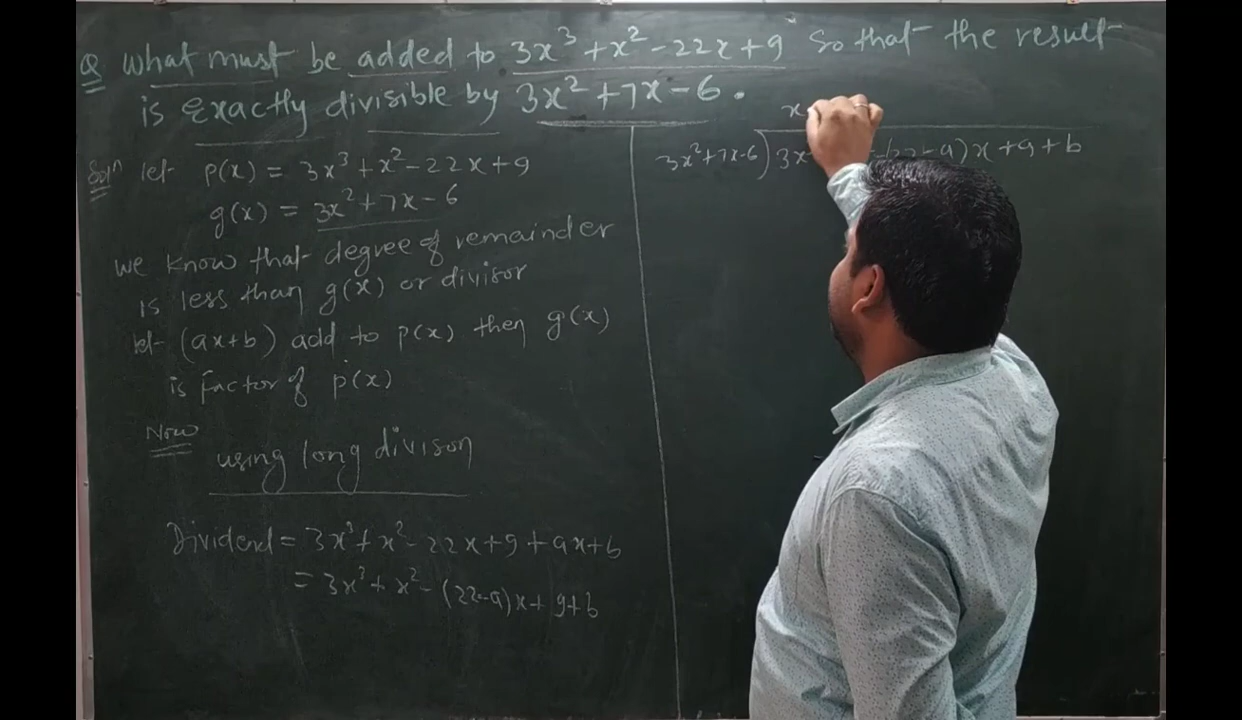 Q What must be added to 3x³ + x² - 22x + 9 so that the result
is exactly divisible by 3x² + 7x - 6 .
Solⁿ let P(x) = 3x³ + x² - 22x + 9
g(x) = 3x² + 7x - 6
we know that degree of remainder
is less than g(x) or divisor
let (ax+b) add to P(x) then g(x)
is factor of p(x)
Now
using long divison
Dividend = 3x³ + x² - 22x + 9 + ax + b
= 3x³ + x² - (22-a)x + 9 + b
x
3x² + 7x - 6 ) 3x - (22-a)x + 9 + b